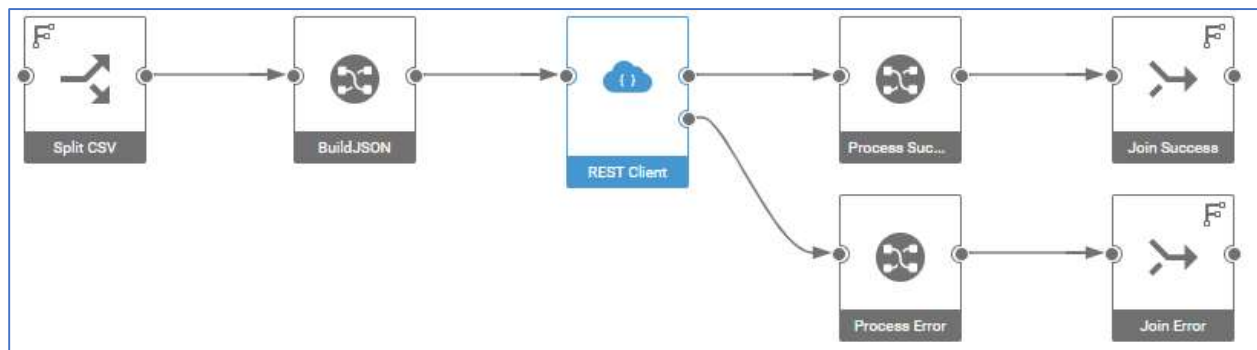 Split CSV
BuildJSON
REST Client
Process Suc...
Join Success
Process Error
Join Error